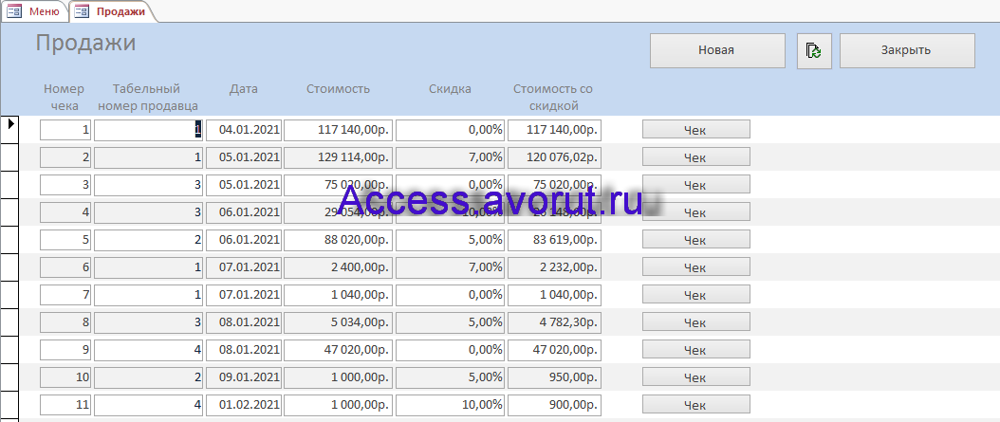 Меню Продажи
Продажи
Новая
Закрыть
Номер чека Табельный номер продавца Дата Стоимость Скидка Стоимость со скидкой
1 1 04.01.2021 117 140,00р. 0,00% 117 140,00р. Чек
2 1 05.01.2021 129 114,00р. 7,00% 120 076,02р. Чек
3 3 05.01.2021 75 020,00р. 0,00% 75 020,00р. Чек
Access.avorut.ru
4 3 06.01.2021 29 054,00р. 10,00% 26 148,00р. Чек
5 2 06.01.2021 88 020,00р. 5,00% 83 619,00р. Чек
6 1 07.01.2021 2 400,00р. 7,00% 2 232,00р. Чек
7 1 07.01.2021 1 040,00р. 0,00% 1 040,00р. Чек
8 3 08.01.2021 5 034,00р. 5,00% 4 782,30р. Чек
9 4 08.01.2021 47 020,00р. 0,00% 47 020,00р. Чек
10 2 09.01.2021 1 000,00р. 5,00% 950,00р. Чек
11 4 01.02.2021 1 000,00р. 10,00% 900,00р. Чек